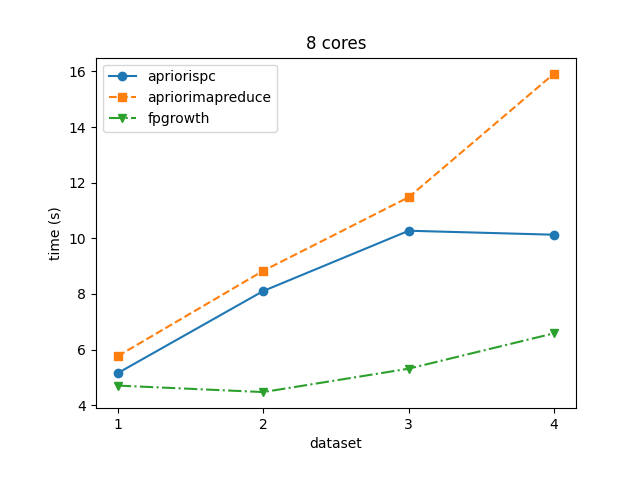 8 cores
apriorispc
apriorimapreduce
fpgrowth
16
14
12
10
8
6
4
time (s)
1 2 3 4
dataset